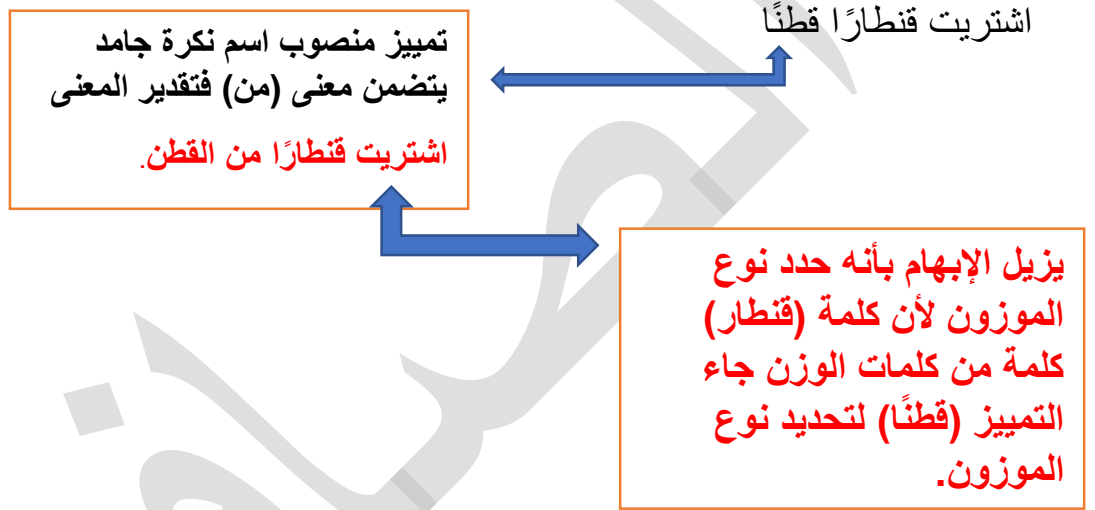 اشتريت قنطارًا قطنًا
تمييز منصوب اسم نكرة جامد
يتضمن معنى (من) فتقدير المعنى
اشتريت قنطارًا من القطن.
يزيل الإبهام بأنه حدد نوع
الموزون لأن كلمة (قنطار)
كلمة من كلمات الوزن جاء
التمييز (قطنًا) لتحديد نوع
الموزون.